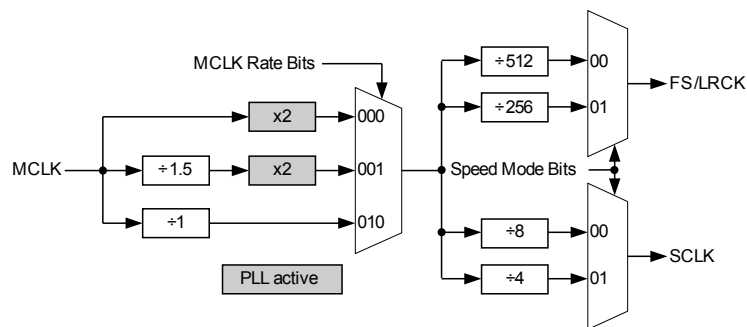 MCLK Rate Bits
MCLK
x2
000
÷1.5
x2
001
÷1
010
PLL active
÷512
00
÷256
01
FS/LRCK
Speed Mode Bits
÷8
00
÷4
01
SCLK